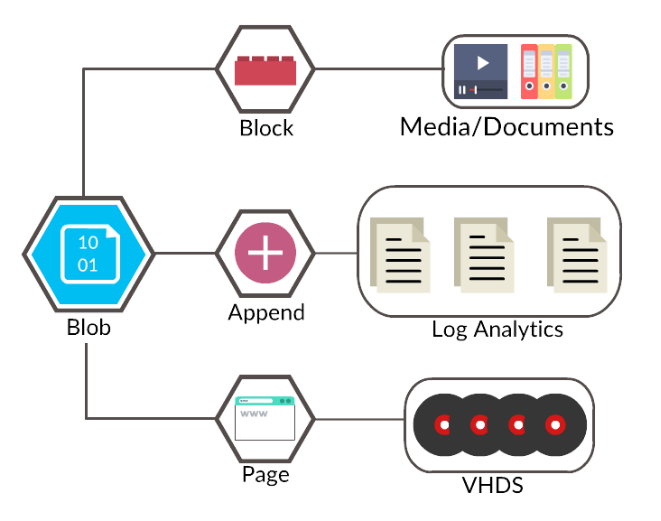 Block
Media/Documents
10
01
Blob
Append
Log Analytics
www
Page
VHDS